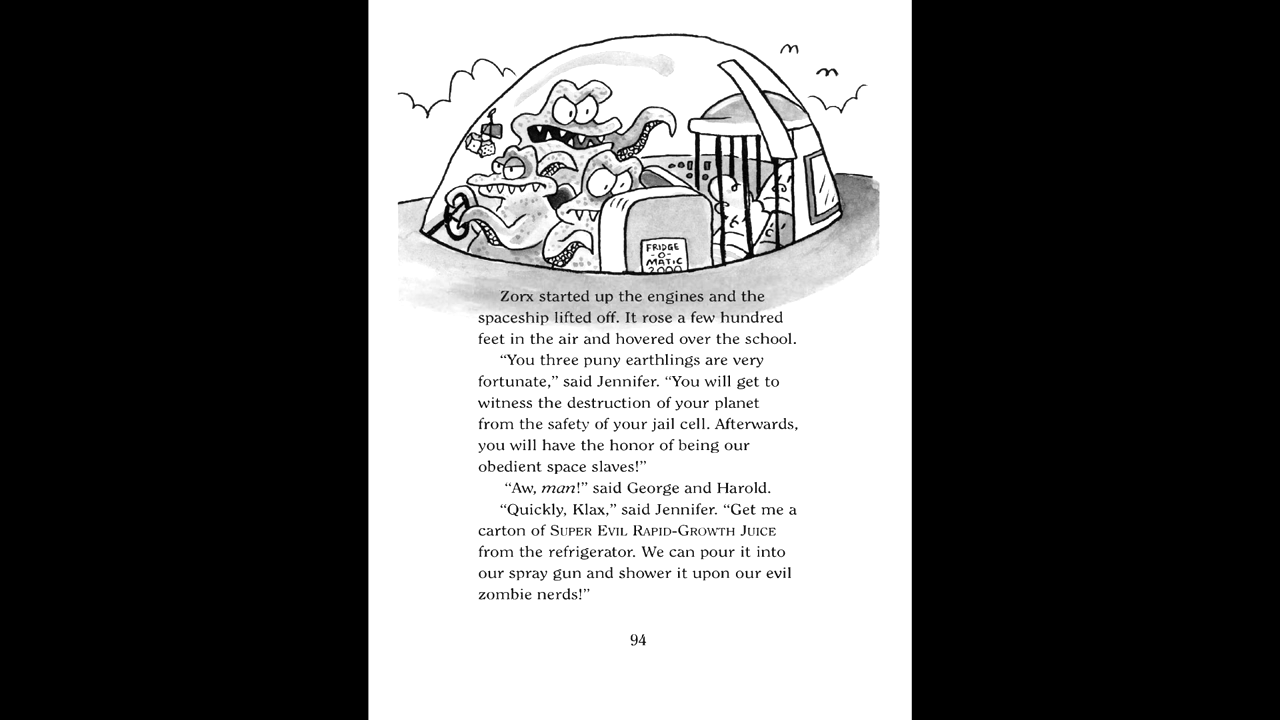 FRIDGE
-O-
MATIC
2000
Zorx started up the engines and the
spaceship lifted off. It rose a few hundred
feet in the air and hovered over the school.
“You three puny earthlings are very
fortunate,” said Jennifer. “You will get to
witness the destruction of your planet
from the safety of your jail cell. Afterwards,
you will have the honor of being our
obedient space slaves!”
“Aw, man!” said George and Harold.
“Quickly, Klax,” said Jennifer. “Get me a
carton of SUPER EVIL RAPID-GROWTH JUICE
from the refrigerator. We can pour it into
our spray gun and shower it upon our evil
zombie nerds!”
94